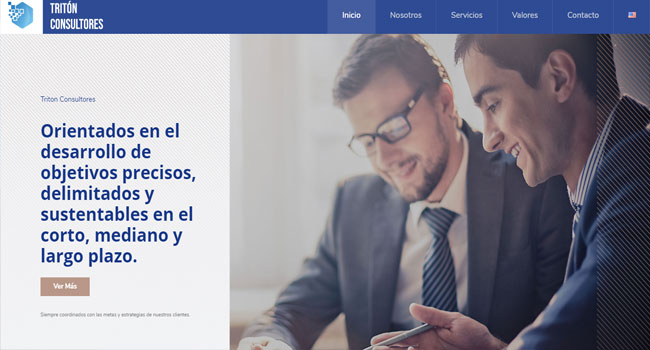 TRITÓN
CONSULTORES
Inicio
Nosotros
Servicios
Valores
Contacto
Triton Consultores
Orientados en el
desarrollo de
objetivos precisos,
delimitados y
sustentables en el
corto, mediano y
largo plazo.
Ver Más
Siempre coordinados con las metas y estrategias de nuestros clientes.